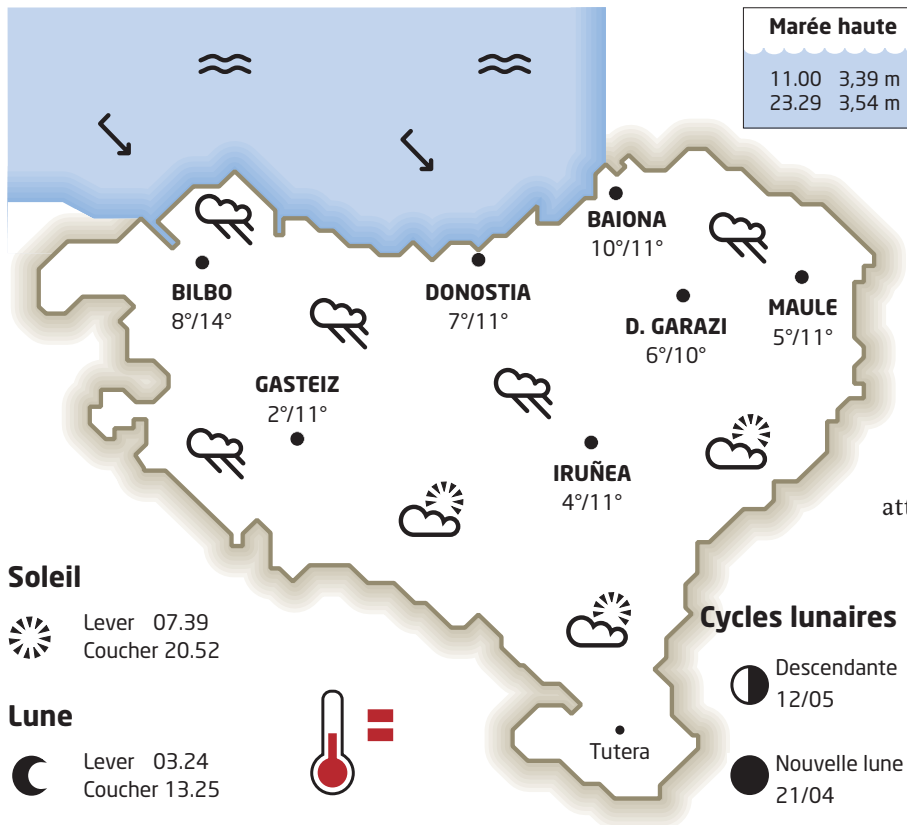 Marée haute
11.00 3,39 m
23.29 3,54 m
BAIONA
10°/11°
BILBO
8°/14°
DONOSTIA
7°/11°
D. GARAZI
6°/10°
MAULE
5°/11°
GASTEIZ
2°/11°
IRUÑEA
4°/11°
att
Soleil
Lever 07.39
Coucher 20.52
Lune
Lever 03.24
Coucher 13.25
Tutera
Cycles lunaires
Descendante
12/05
Nouvelle lune
21/04